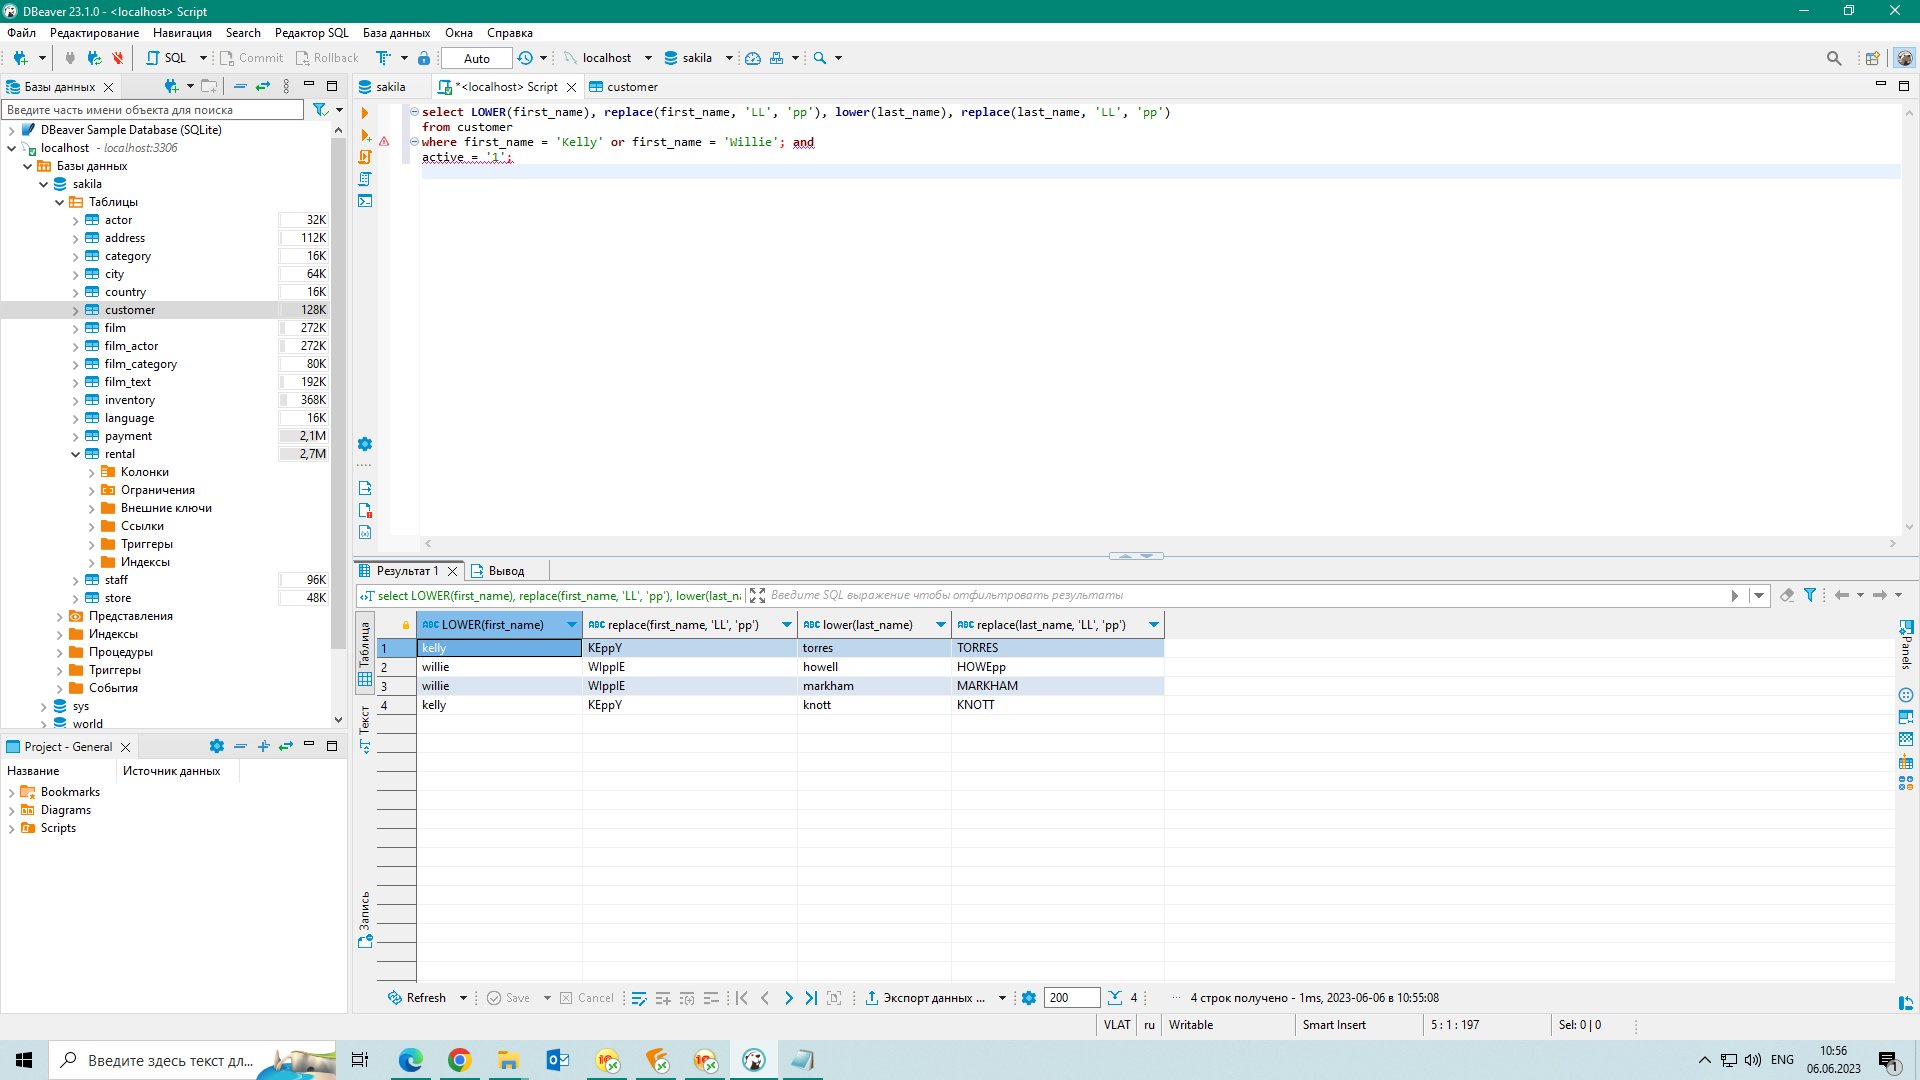 DBeaver 23.1.0 - <localhost> Script
Файл Редактирование Навигация Search Редактор SQL База данных Окна Справка
SQL Commit Rollback Auto localhost sakila
Базы данных
sakila *<localhost> Script customer
Введите часть имени объекта для поиска
DBeaver Sample Database (SQLite)
localhost - localhost:3306
Базы данных
sakila
Таблицы
actor 32K
address 112K
category 16K
city 64K
country 16K
customer 128K
film 272K
film_actor 272K
film_category 80K
film_text 192K
inventory 368K
language 16K
payment 2,1M
rental 2,7M
Колонки
Ограничения
Внешние ключи
Ссылки
Триггеры
Индексы
staff 96K
store 48K
Представления
Индексы
Процедуры
Триггеры
События
sys
world
select LOWER(first_name), replace(first_name, 'LL', 'pp'), lower(last_name), replace(last_name, 'LL', 'pp')
from customer
where first_name = 'Kelly' or first_name = 'Willie'; and
active = '1';
Project - General
Название Источник данных
Bookmarks
Diagrams
Scripts
Результат 1 Вывод
select LOWER(first_name), replace(first_name, 'LL', 'pp'), lower(last_na Введите SQL выражение чтобы отфильтровать результаты
Таблица
Текст
Запись
Panels
ABC LOWER(first_name) ABC replace(first_name, 'LL', 'pp') ABC lower(last_name) ABC replace(last_name, 'LL', 'pp')
1 kelly KEppY torres TORRES
2 willie WIppIE howell HOWEpp
3 willie WIppIE markham MARKHAM
4 kelly KEppY knott KNOTT
Refresh Save Cancel Экспорт данных ... 200 4 ... 4 строк получено - 1ms, 2023-06-06 в 10:55:08
VLAT ru Writable Smart Insert 5 : 1 : 197 Sel: 0 | 0
Введите здесь текст дл...
ENG
10:56
06.06.2023
1